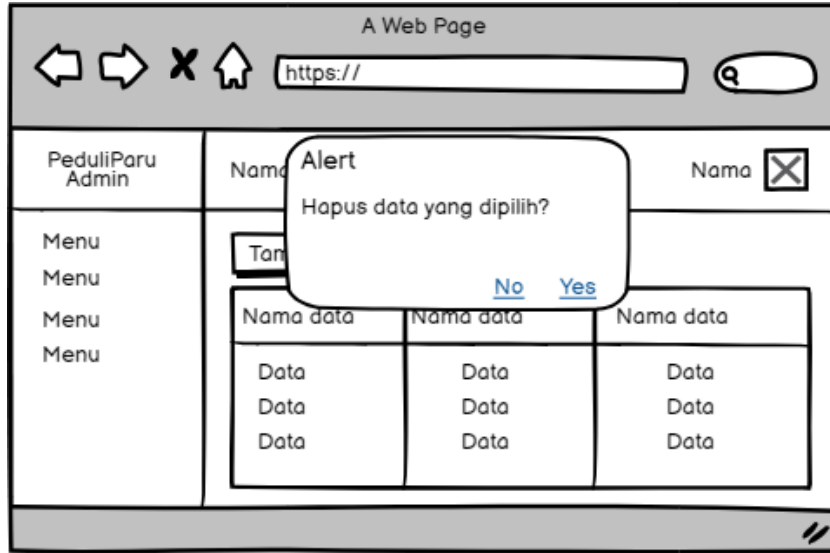 A Web Page
https://
PeduliParu
Admin
Nama
Nama
Alert
Hapus data yang dipilih?
No Yes
Menu
Menu
Menu
Menu
Nama data Nama data Nama data
Data Data Data
Data Data Data
Data Data Data